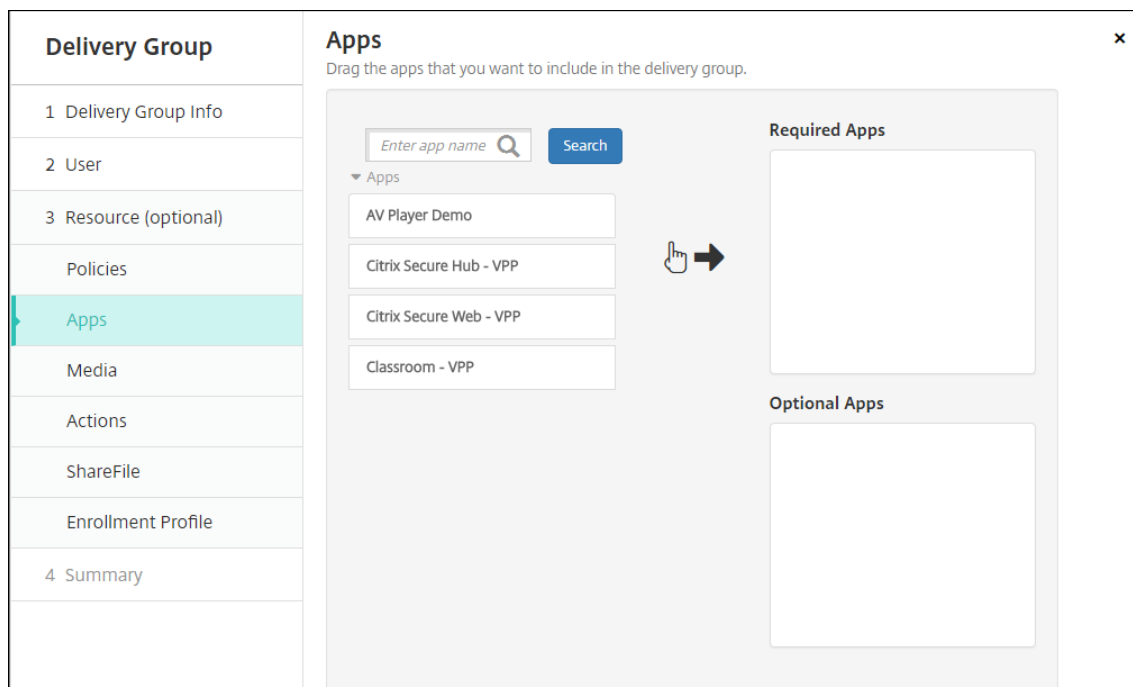 Delivery Group
1 Delivery Group Info
2 User
3 Resource (optional)
Policies
Apps
Media
Actions
ShareFile
Enrollment Profile
4 Summary
Apps
Drag the apps that you want to include in the delivery group.
Enter app name
Search
Apps
AV Player Demo
Citrix Secure Hub - VPP
Citrix Secure Web - VPP
Classroom - VPP
Required Apps
Optional Apps